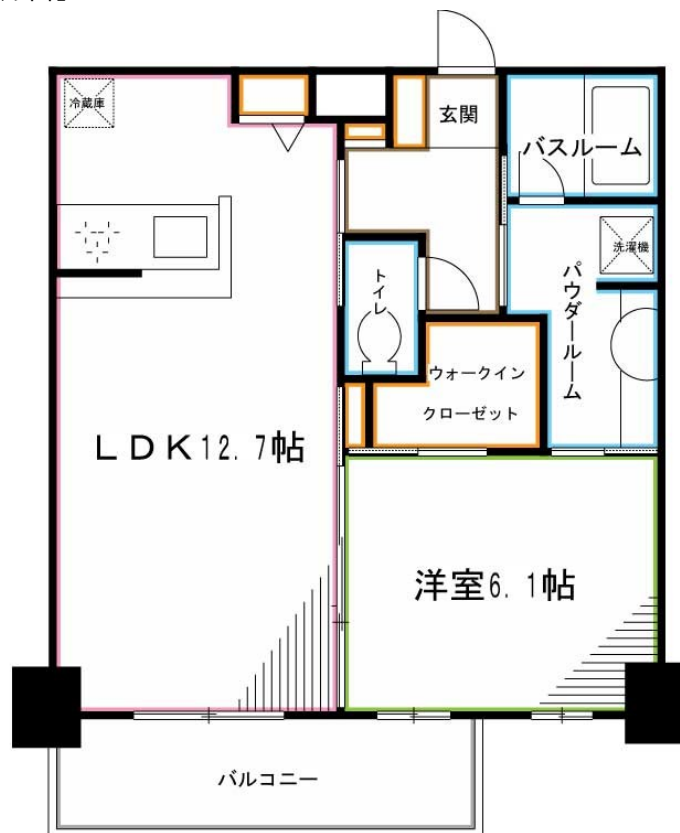 冷蔵庫
玄関
バスルーム
洗濯機
トイレ
パウダールーム
ウォークイン
クローゼット
LDK12.7帖
洋室6.1帖
バルコニー